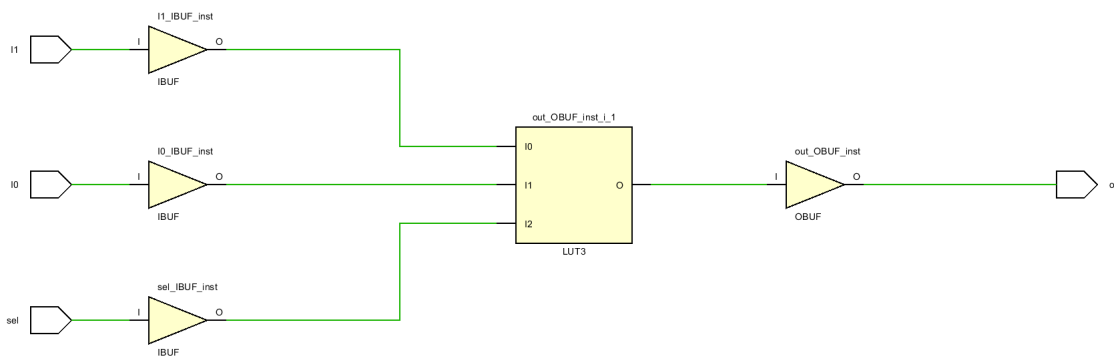 I1_IBUF_inst
I1
I
O
IBUF
out_OBUF_inst_i_1
I0_IBUF_inst
I0
out_OBUF_inst
I0
I
O
I1
O
I
O
o
IBUF
OBUF
I2
LUT3
sel_IBUF_inst
sel
I
O
IBUF